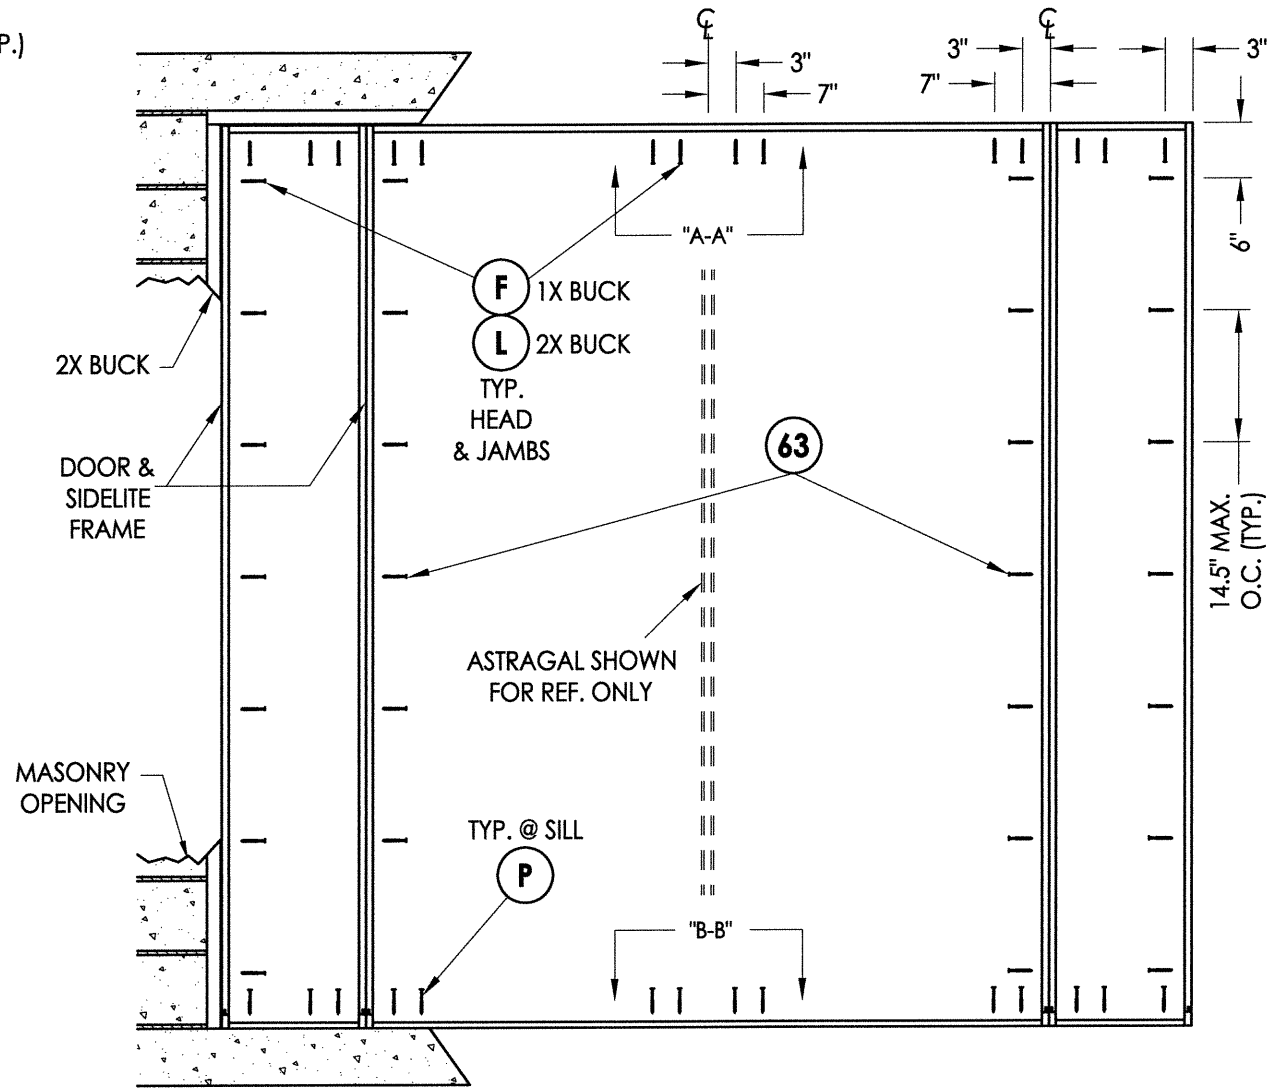 P.)
℄
℄
3"
3"
3"
7"
7"
"A-A"
6"
F
1X BUCK
L
2X BUCK
TYP.
HEAD
& JAMBS
2X BUCK
63
DOOR &
SIDELITE
FRAME
14.5" MAX.
O.C. (TYP.)
ASTRAGAL SHOWN
FOR REF. ONLY
MASONRY
OPENING
TYP. @ SILL
P
"B-B"